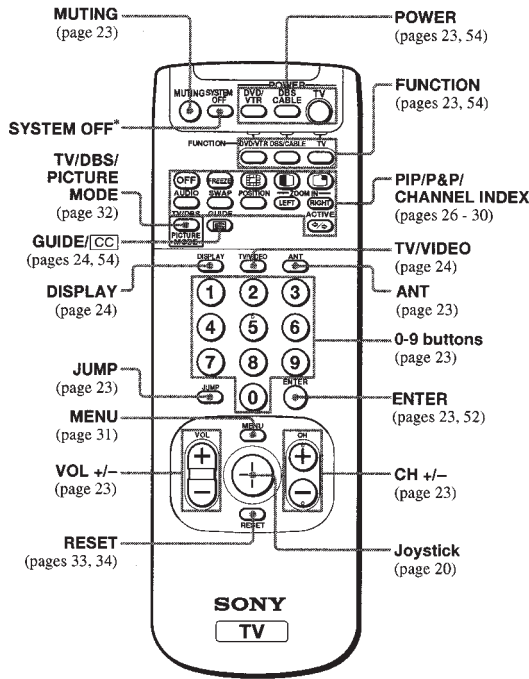 MUTING
(page 23)
POWER
(pages 23, 54)
FUNCTION
(pages 23, 54)
SYSTEM OFF*
TV/DBS/
PICTURE
MODE
(page 32)
PIP/P&P/
CHANNEL INDEX
(pages 26 - 30)
GUIDE/CC
(pages 24, 54)
TV/VIDEO
(page 24)
DISPLAY
(page 24)
ANT
(page 23)
0-9 buttons
(page 23)
JUMP
(page 23)
ENTER
(pages 23, 52)
MENU
(page 31)
VOL +/−
(page 23)
CH +/−
(page 23)
RESET
(pages 33, 34)
Joystick
(page 20)
POWER
MUTING SYSTEM OFF DVD/VTR DBS CABLE TV
FUNCTION DVD/VTR DBS/CABLE TV
OFF FREEZE
AUDIO SWAP POSITION ZOOM IN
LEFT RIGHT
TV/DBS GUIDE ACTIVE
PICTURE MODE
DISPLAY TV/VIDEO ANT
1 2 3
4 5 6
7 8 9
JUMP 0 ENTER
MENU
VOL CH
+ +
− −
RESET
SONY
TV